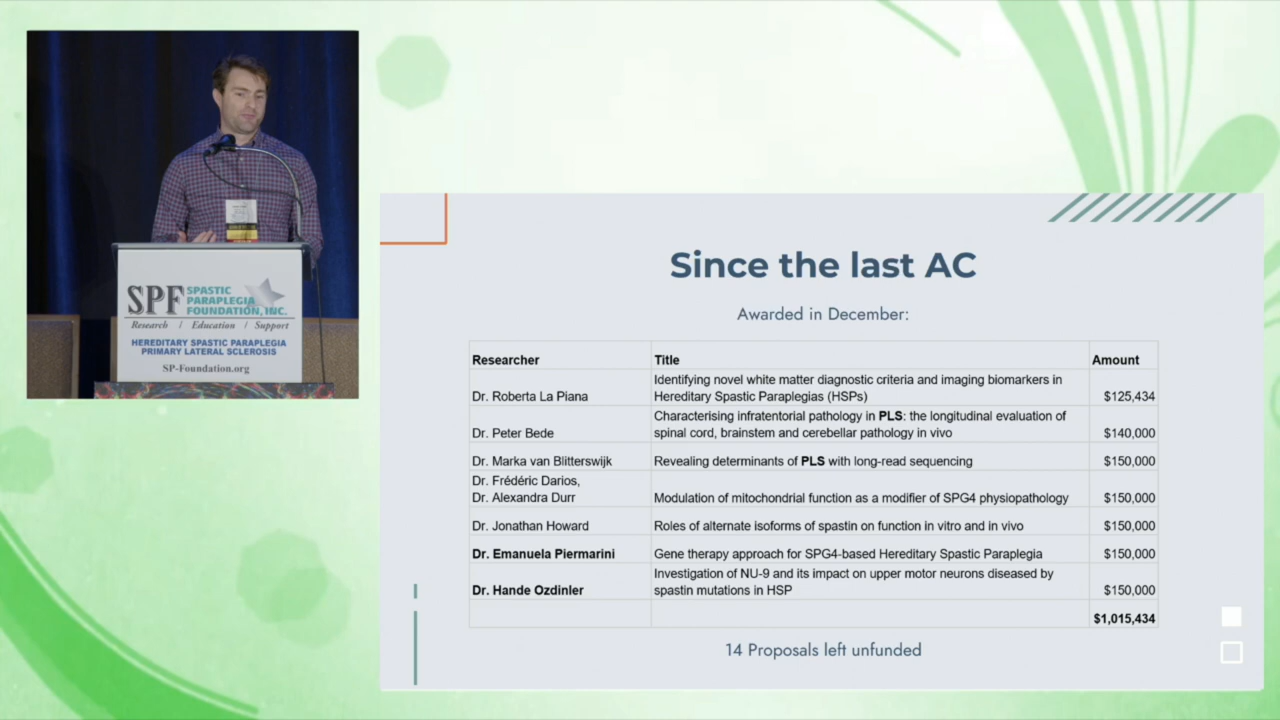 SPF SPASTIC
PARAPLEGIA
FOUNDATION, INC.
Research / Education / Support
HEREDITARY SPASTIC PARAPLEGIA
PRIMARY LATERAL SCLEROSIS
SP-Foundation.org
Since the last AC
Awarded in December:
Researcher Title Amount
Dr. Roberta La Piana Identifying novel white matter diagnostic criteria and imaging biomarkers in
Hereditary Spastic Paraplegias (HSPs) $125,434
Dr. Peter Bede Characterising infratentorial pathology in PLS: the longitudinal evaluation of
spinal cord, brainstem and cerebellar pathology in vivo $140,000
Dr. Marka van Blitterswijk Revealing determinants of PLS with long-read sequencing $150,000
Dr. Frédéric Darios,
Dr. Alexandra Durr Modulation of mitochondrial function as a modifier of SPG4 physiopathology $150,000
Dr. Jonathan Howard Roles of alternate isoforms of spastin on function in vitro and in vivo $150,000
Dr. Emanuela Piermarini Gene therapy approach for SPG4-based Hereditary Spastic Paraplegia $150,000
Dr. Hande Ozdinler Investigation of NU-9 and its impact on upper motor neurons diseased by
spastin mutations in HSP $150,000
$1,015,434
14 Proposals left unfunded